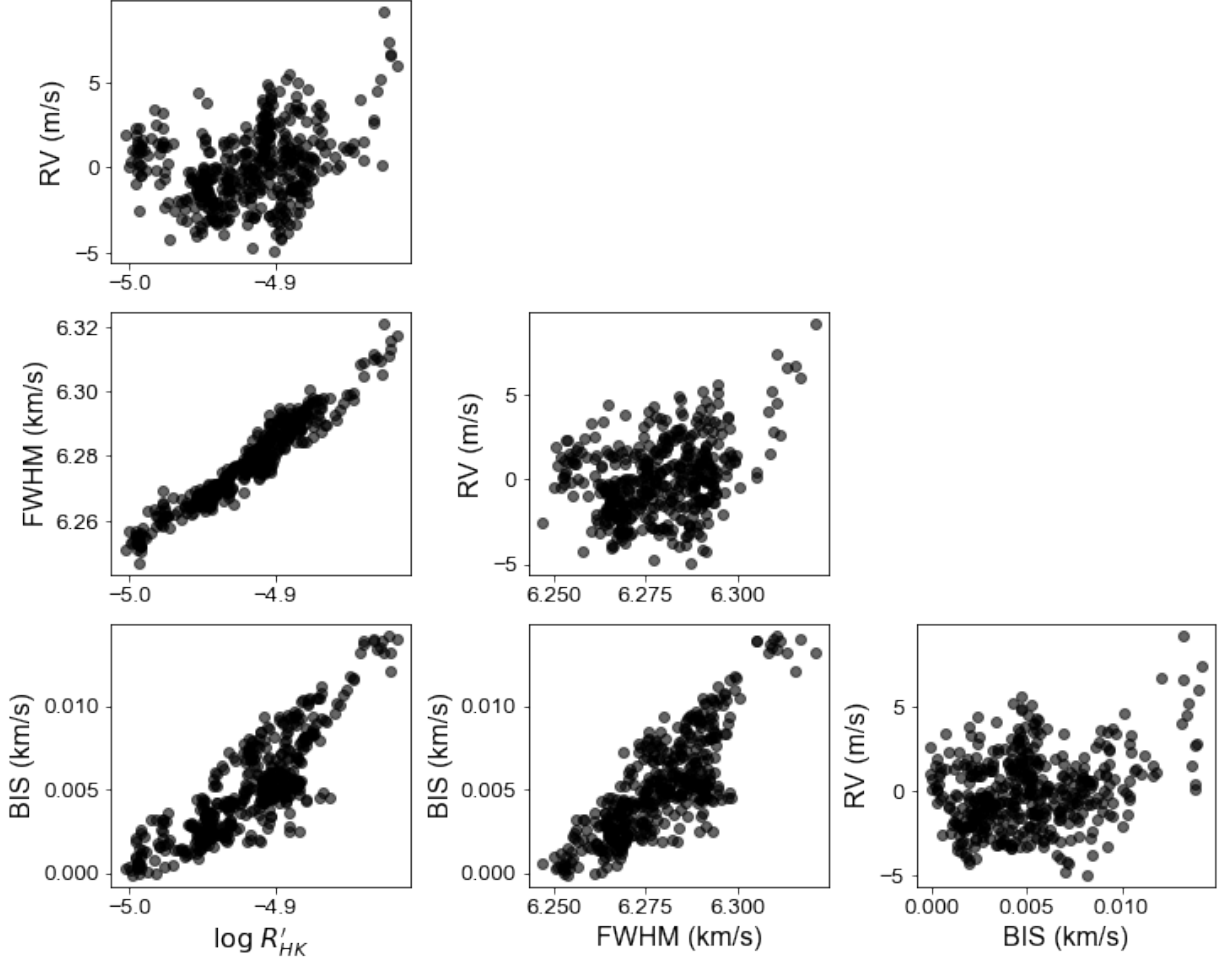 RV (m/s)
5
0
−5
−5.0 −4.9
FWHM (km/s)
6.32
6.30
6.28
6.26
−5.0 −4.9
RV (m/s)
5
0
−5
6.250 6.275 6.300
BIS (km/s)
0.010
0.005
0.000
−5.0 −4.9
log R′HK
BIS (km/s)
0.010
0.005
0.000
6.250 6.275 6.300
FWHM (km/s)
RV (m/s)
5
0
−5
0.000 0.005 0.010
BIS (km/s)